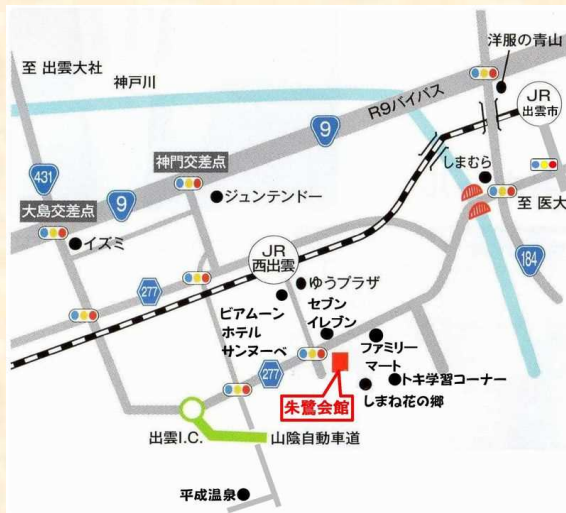 洋服の青山
至 出雲大社
神戸川
JR
出雲市
R9バイパス
9
神門交差点
しまむら
431
9
ジュンテンドー
至 医大
大島交差点
イズミ
JR
西出雲
184
277
ゆうプラザ
ビアムーン
ホテル
サンヌーベ
セブン
イレブン
ファミリー
マート
277
トキ学習コーナー
朱鷺会館
しまね花の郷
出雲I.C.
山陰自動車道
平成温泉